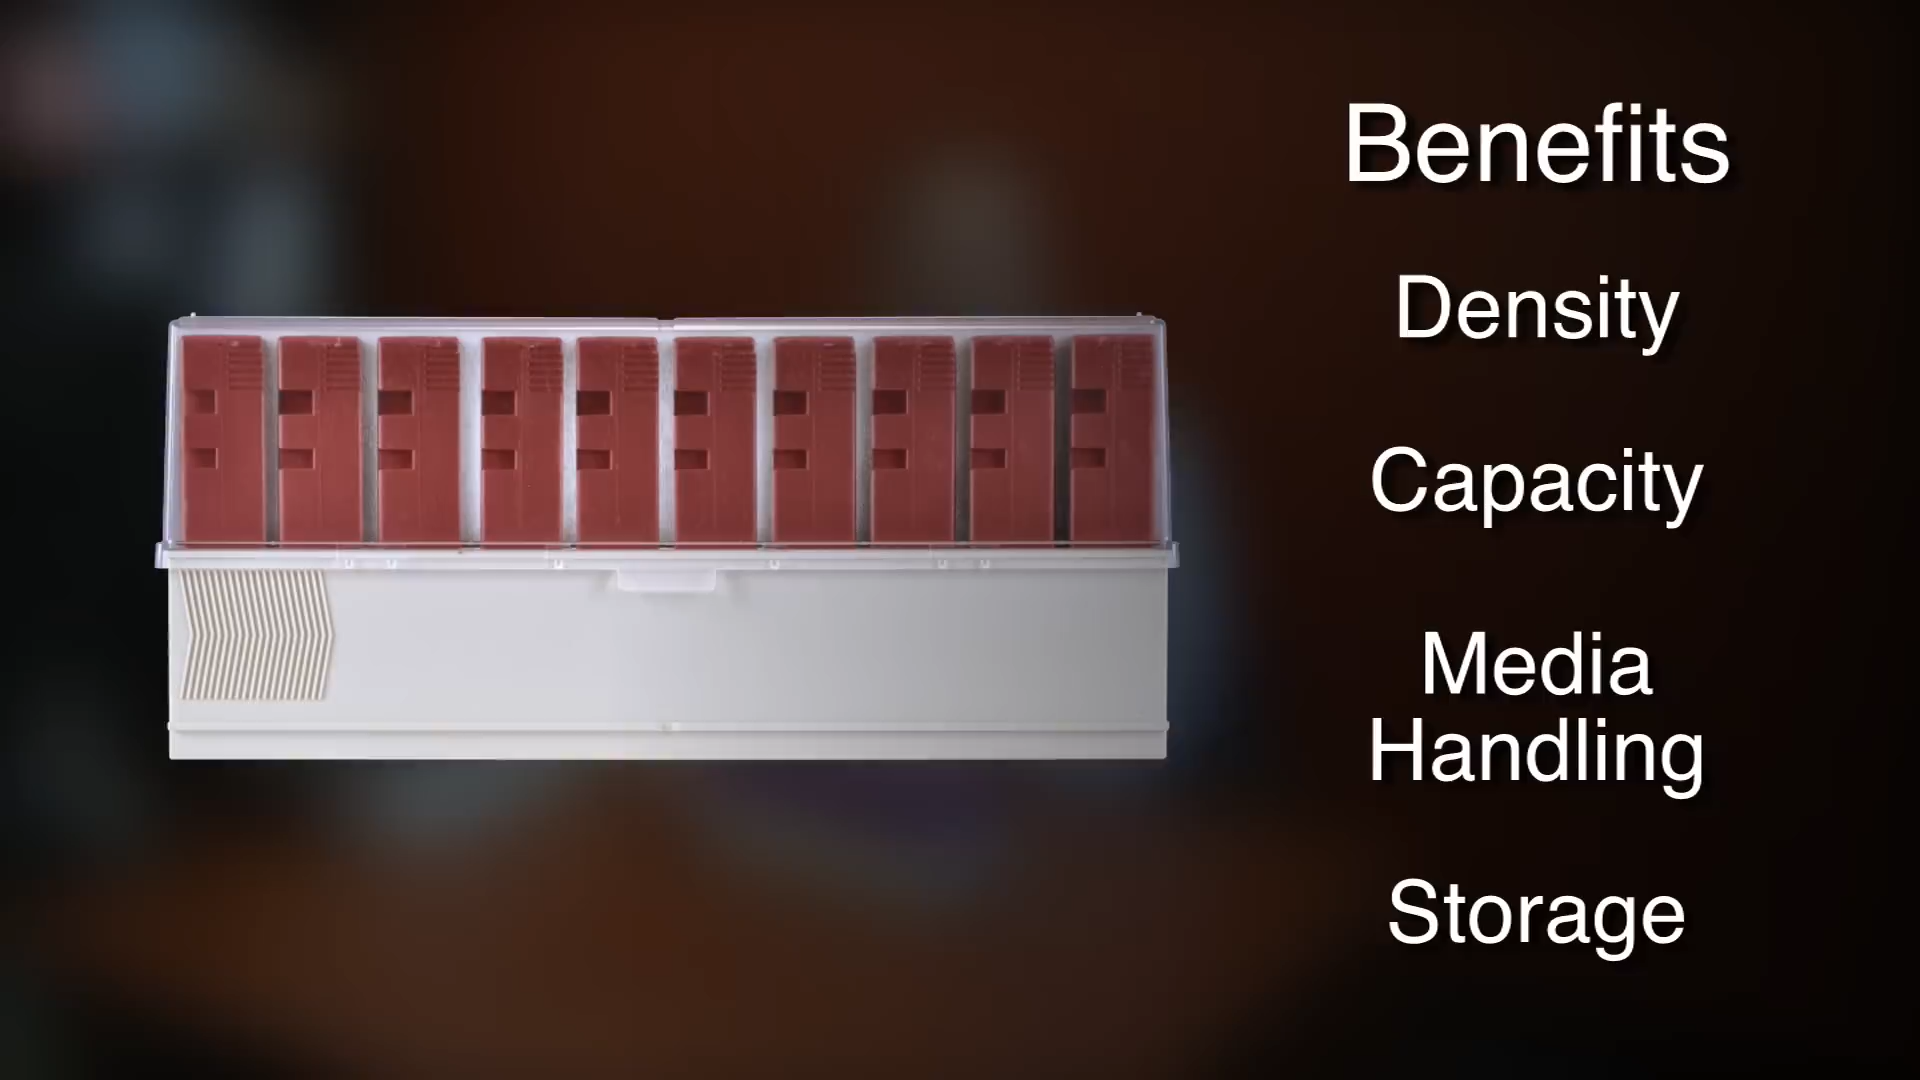 Benefits
Density
Capacity
Media
Handling
Storage